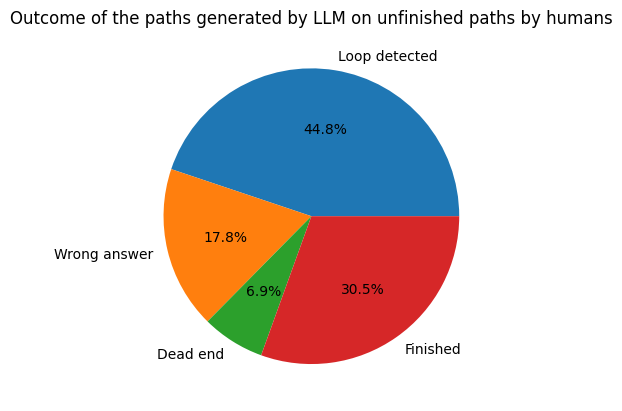 Outcome of the paths generated by LLM on unfinished paths by humans
Loop detected
44.8%
17.8%
Wrong answer
6.9%
30.5%
Dead end
Finished